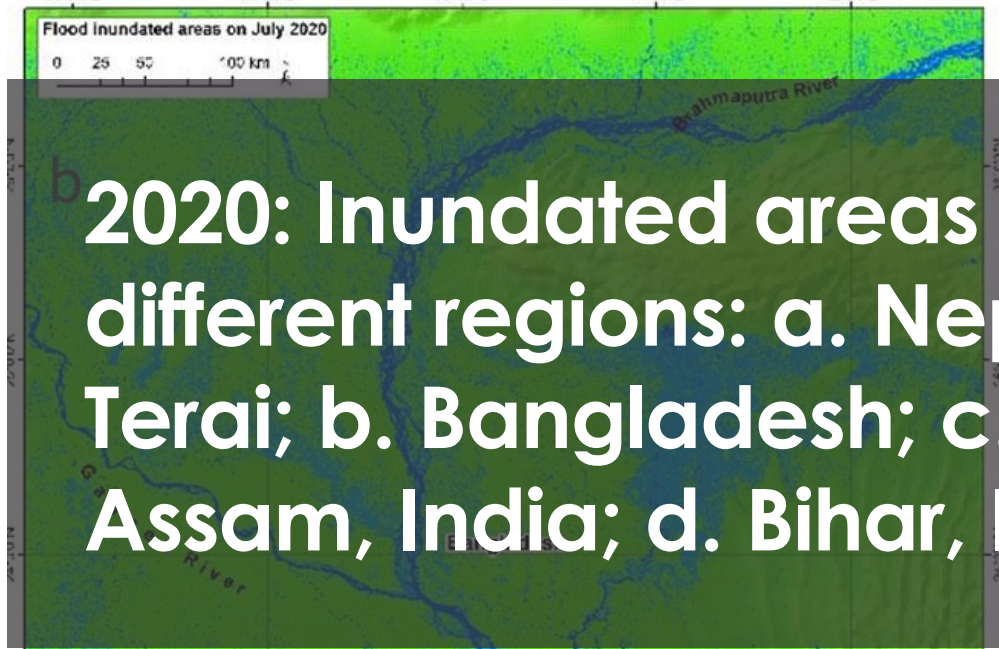 Flood inundated areas on July 2020
0 25 50 100 km
Brahmaputra River
b
2020: Inundated areas
different regions: a. Ne
Terai; b. Bangladesh; c
Assam, India; d. Bihar,
River